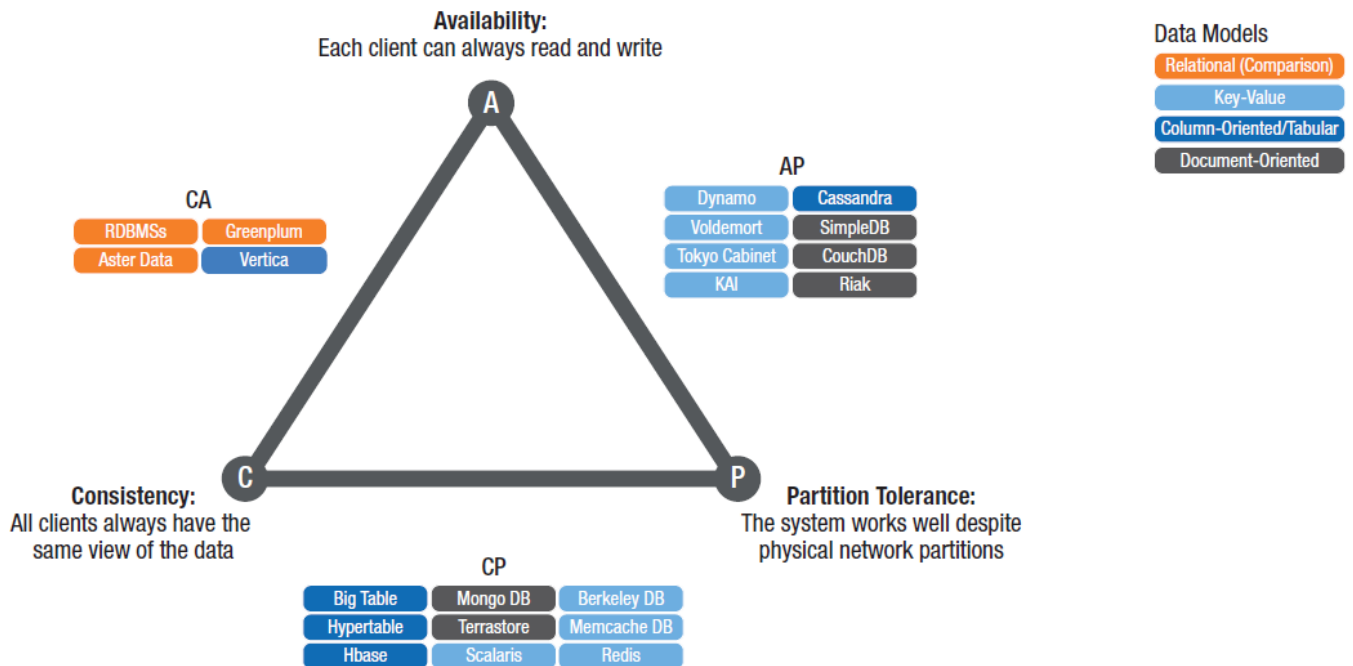 Availability:
Each client can always read and write
A
Data Models
Relational (Comparison)
Key-Value
Column-Oriented/Tabular
Document-Oriented
CA
RDBMSs Greenplum
Aster Data Vertica
AP
Dynamo Cassandra
Voldemort SimpleDB
Tokyo Cabinet CouchDB
KAI Riak
C
P
Consistency:
All clients always have the
same view of the data
Partition Tolerance:
The system works well despite
physical network partitions
CP
Big Table Mongo DB Berkeley DB
Hypertable Terrastore Memcache DB
Hbase Scalaris Redis